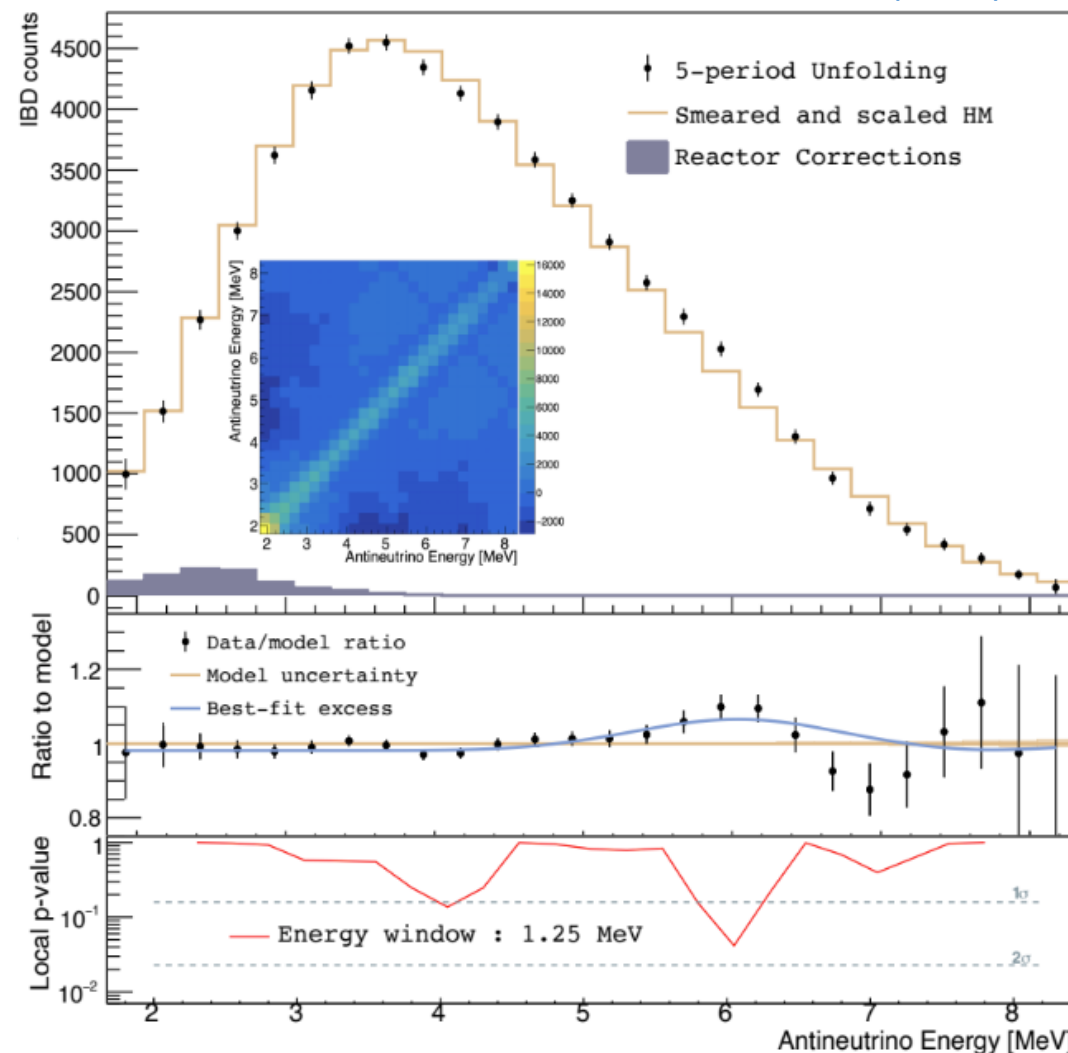 IBD counts
4500
4000
3500
3000
2500
2000
1500
1000
500
0
5-period Unfolding
Smeared and scaled HM
Reactor Corrections
Antineutrino Energy [MeV]
8
7
6
5
4
3
2
2 3 4 5 6 7 8
Antineutrino Energy [MeV]
16000
14000
12000
10000
8000
6000
4000
2000
0
-2000
Ratio to model
1.2
1
0.8
Data/model ratio
Model uncertainty
Best-fit excess
Local p-value
1
10⁻¹
10⁻²
1σ
2σ
Energy window : 1.25 MeV
2 3 4 5 6 7 8
Antineutrino Energy [MeV]